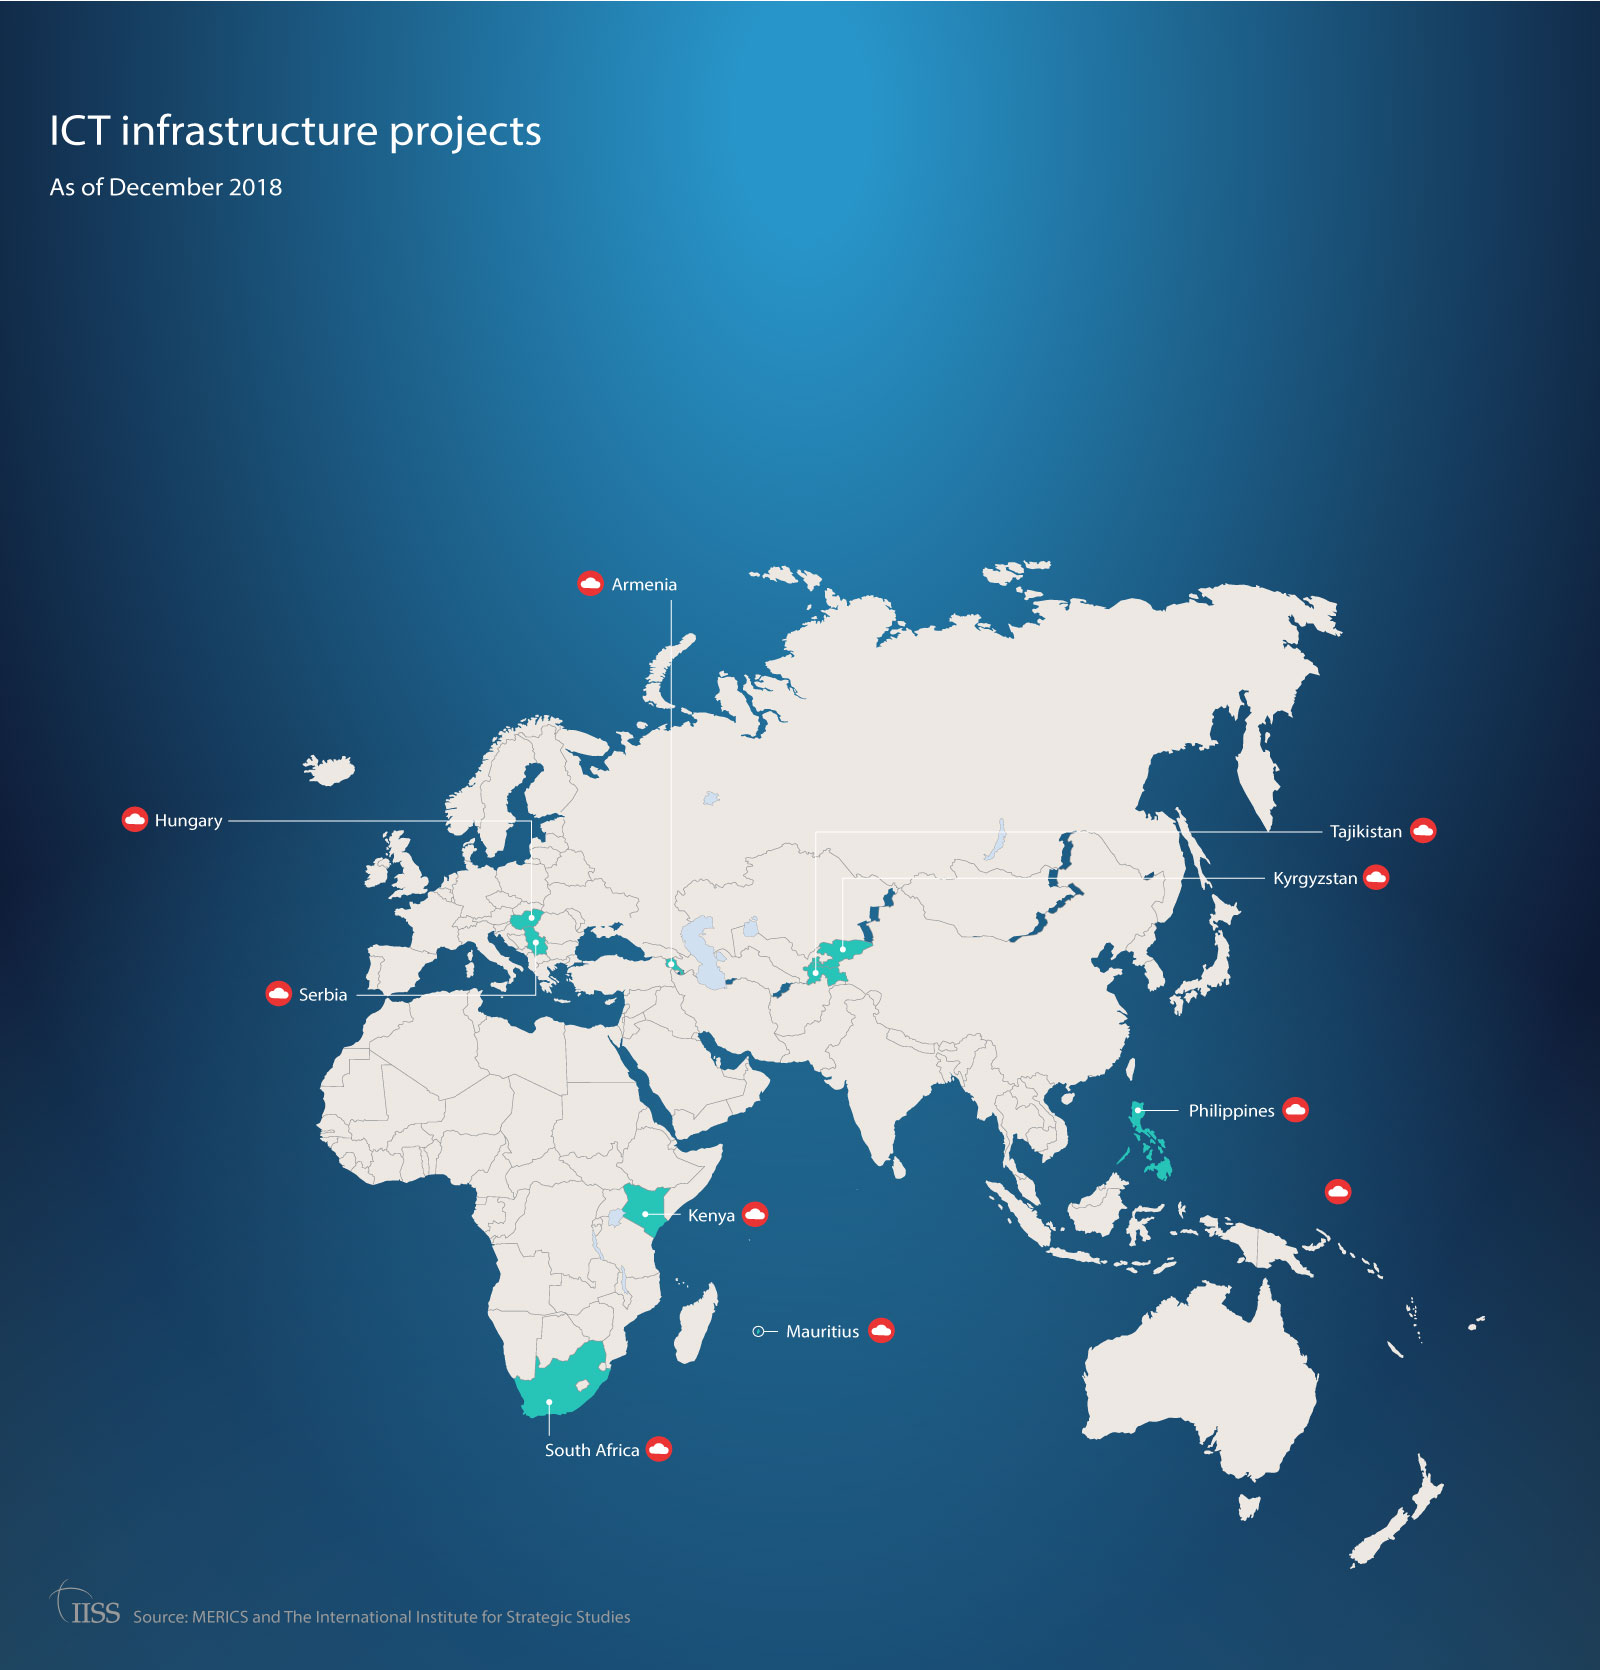 ICT infrastructure projects
As of December 2018
Armenia
Hungary
Tajikistan
Kyrgyzstan
Serbia
Philippines
Kenya
Mauritius
South Africa
IISS Source: MERICS and The International Institute for Strategic Studies